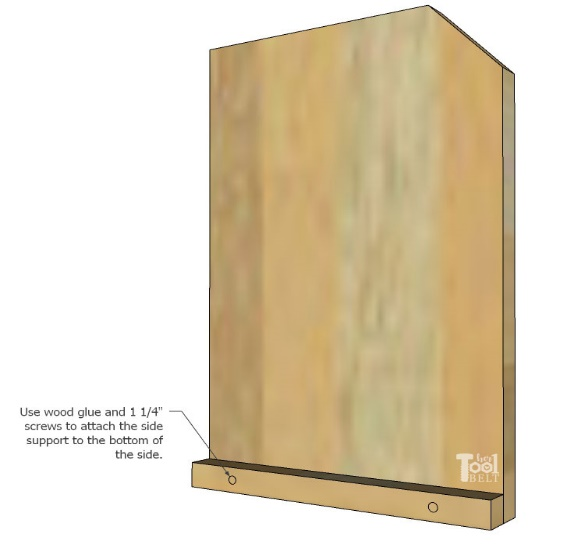 Use wood glue and 1 1/4"
screws to attach the side
support to the bottom of
the side.
her
Tool
BELT